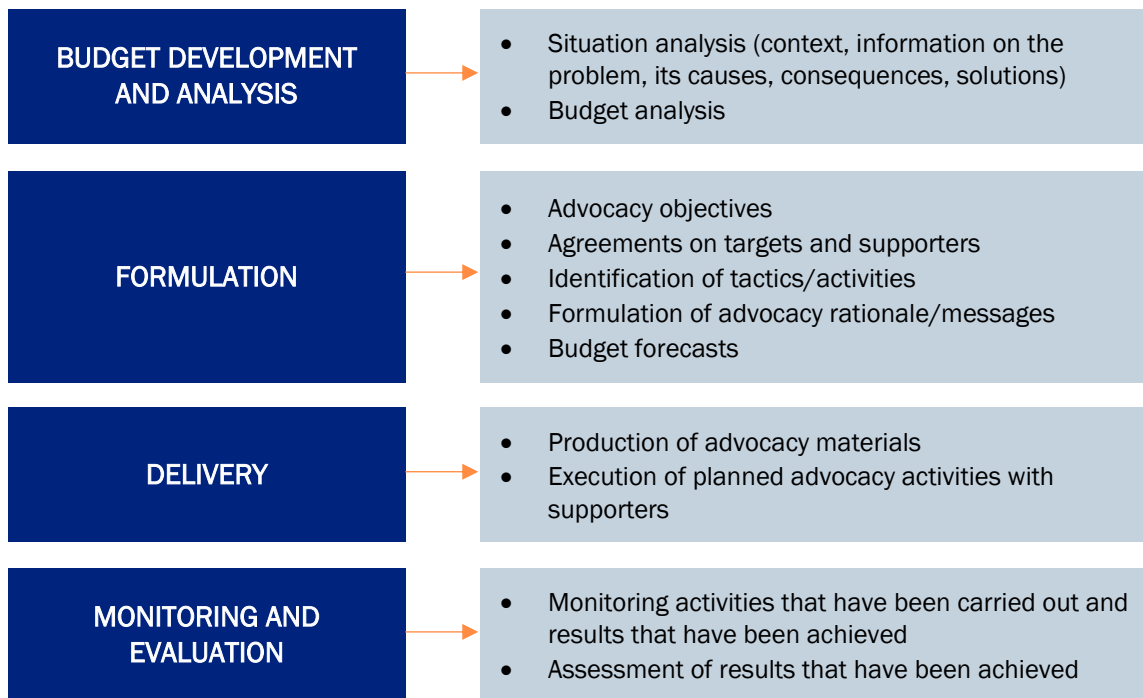 BUDGET DEVELOPMENT
AND ANALYSIS
• Situation analysis (context, information on the
problem, its causes, consequences, solutions)
• Budget analysis
FORMULATION
• Advocacy objectives
• Agreements on targets and supporters
• Identification of tactics/activities
• Formulation of advocacy rationale/messages
• Budget forecasts
DELIVERY
• Production of advocacy materials
• Execution of planned advocacy activities with
supporters
MONITORING AND
EVALUATION
• Monitoring activities that have been carried out and
results that have been achieved
• Assessment of results that have been achieved